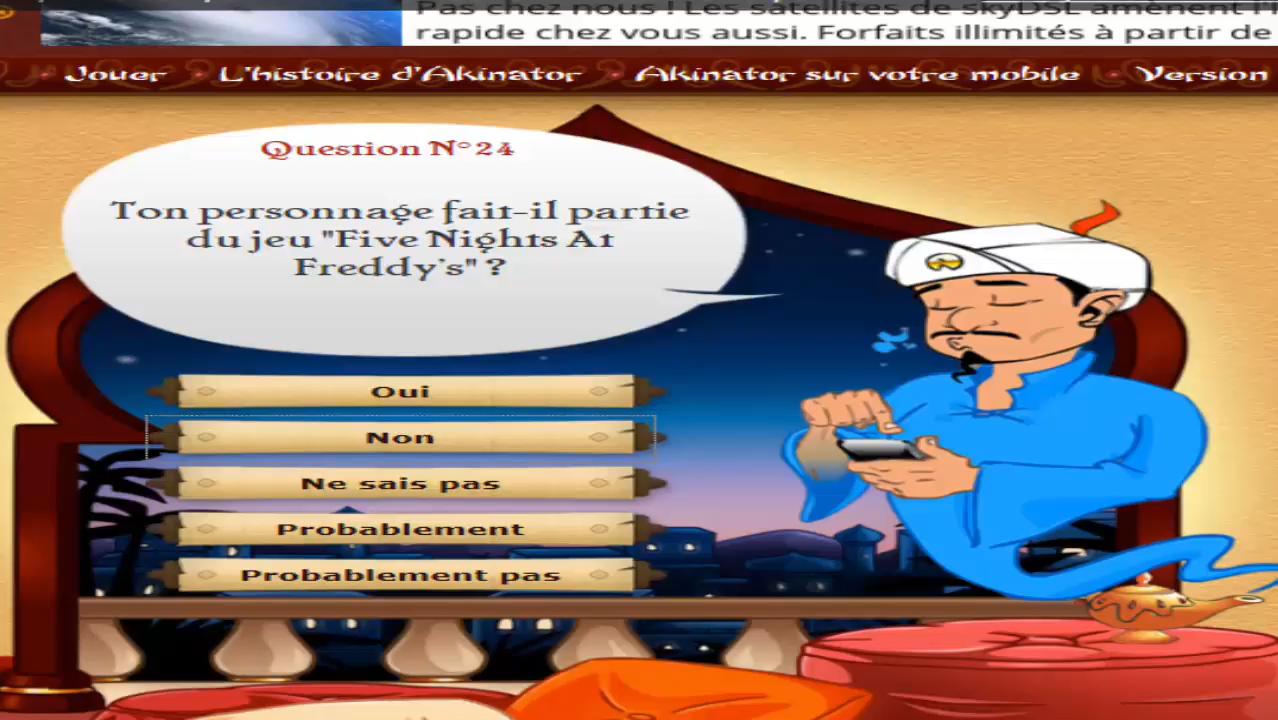 Pas chez nous ! Les satellites de skyDSL amènent l'I
rapide chez vous aussi. Forfaits illimités à partir de
Jouer L'histoire d'Akinator Akinator sur votre mobile Version
Question N°24
Ton personnage fait-il partie
du jeu "Five Nights At
Freddy's" ?
Oui
Non
Ne sais pas
Probablement
Probablement pas